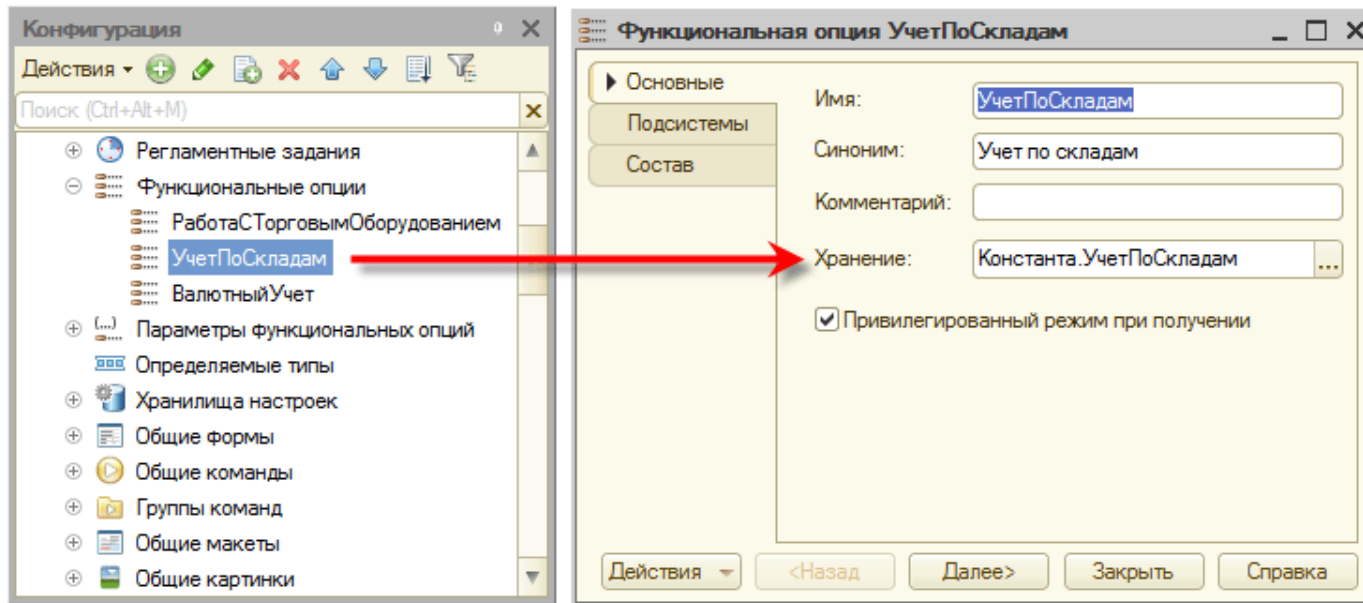 Конфигурация
Действия
Поиск (Ctrl+Alt+M)
Регламентные задания
Функциональные опции
РаботаСТорговымОборудованием
УчетПоСкладам
ВалютныйУчет
Параметры функциональных опций
Определяемые типы
Хранилища настроек
Общие формы
Общие команды
Группы команд
Общие макеты
Общие картинки
Функциональная опция УчетПоСкладам
Основные
Подсистемы
Состав
Имя: УчетПоСкладам
Синоним: Учет по складам
Комментарий:
Хранение: Константа.УчетПоСкладам ...
Привилегированный режим при получении
Действия <Назад Далее> Закрыть Справка